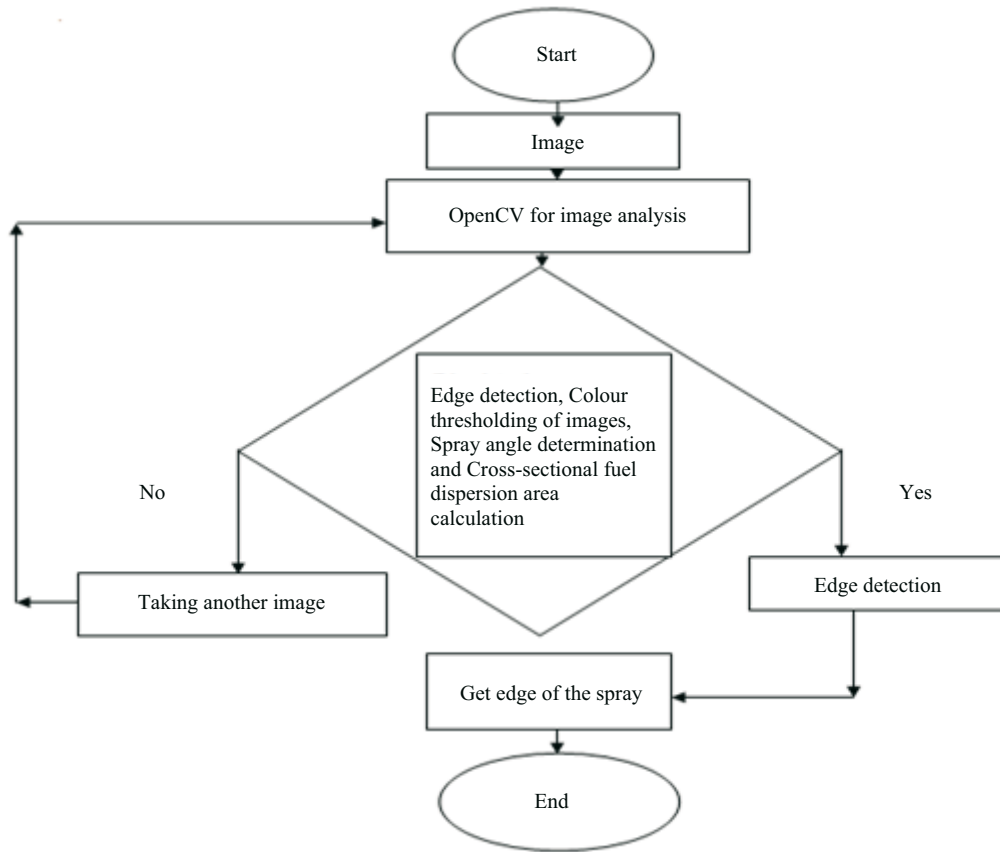 Start
Image
OpenCV for image analysis
Edge detection, Colour
thresholding of images,
Spray angle determination
and Cross-sectional fuel
dispersion area
calculation
No
Yes
Taking another image
Edge detection
Get edge of the spray
End